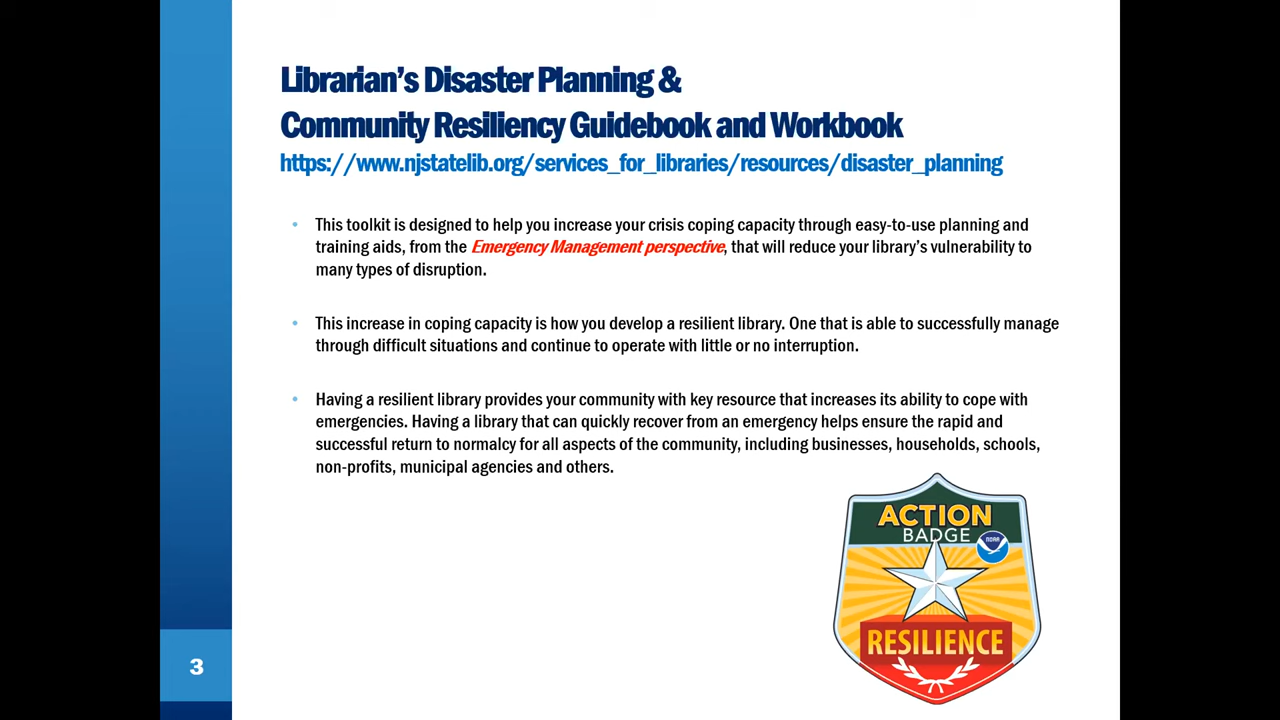 Librarian’s Disaster Planning &
Community Resiliency Guidebook and Workbook
https://www.njstatelib.org/services_for_libraries/resources/disaster_planning
• This toolkit is designed to help you increase your crisis coping capacity through easy-to-use planning and
training aids, from the Emergency Management perspective, that will reduce your library’s vulnerability to
many types of disruption.
• This increase in coping capacity is how you develop a resilient library. One that is able to successfully manage
through difficult situations and continue to operate with little or no interruption.
• Having a resilient library provides your community with key resource that increases its ability to cope with
emergencies. Having a library that can quickly recover from an emergency helps ensure the rapid and
successful return to normalcy for all aspects of the community, including businesses, households, schools,
non-profits, municipal agencies and others.
ACTION
BADGE
NOAA
RESILIENCE
3